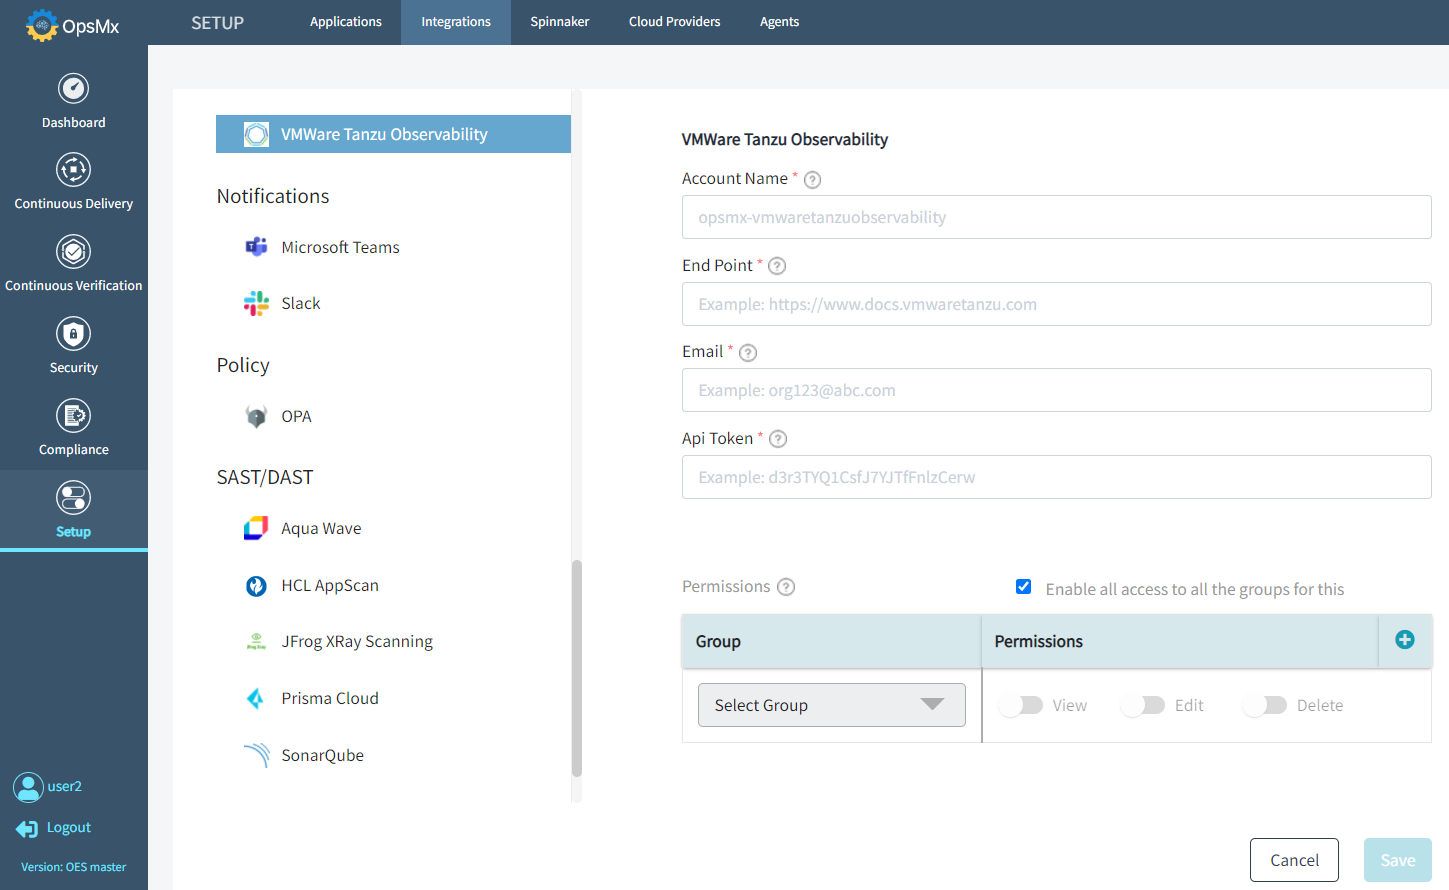 OpsMx
SETUP
Applications
Integrations
Spinnaker
Cloud Providers
Agents
Dashboard
Continuous Delivery
Continuous Verification
Security
Compliance
Setup
user2
Logout
Version: OES master
VMWare Tanzu Observability
Notifications
Microsoft Teams
Slack
Policy
OPA
SAST/DAST
Aqua Wave
HCL AppScan
JFrog XRay Scanning
Prisma Cloud
SonarQube
VMWare Tanzu Observability
Account Name * ?
opsmx-vmwaretanzuobservability
End Point * ?
Example: https://www.docs.vmwaretanzu.com
Email * ?
Example: org123@abc.com
Api Token * ?
Example: d3r3TYQ1CsfJ7YJTfFnlzCerw
Permissions ?
Enable all access to all the groups for this
Group
Permissions
Select Group
View
Edit
Delete
Cancel
Save